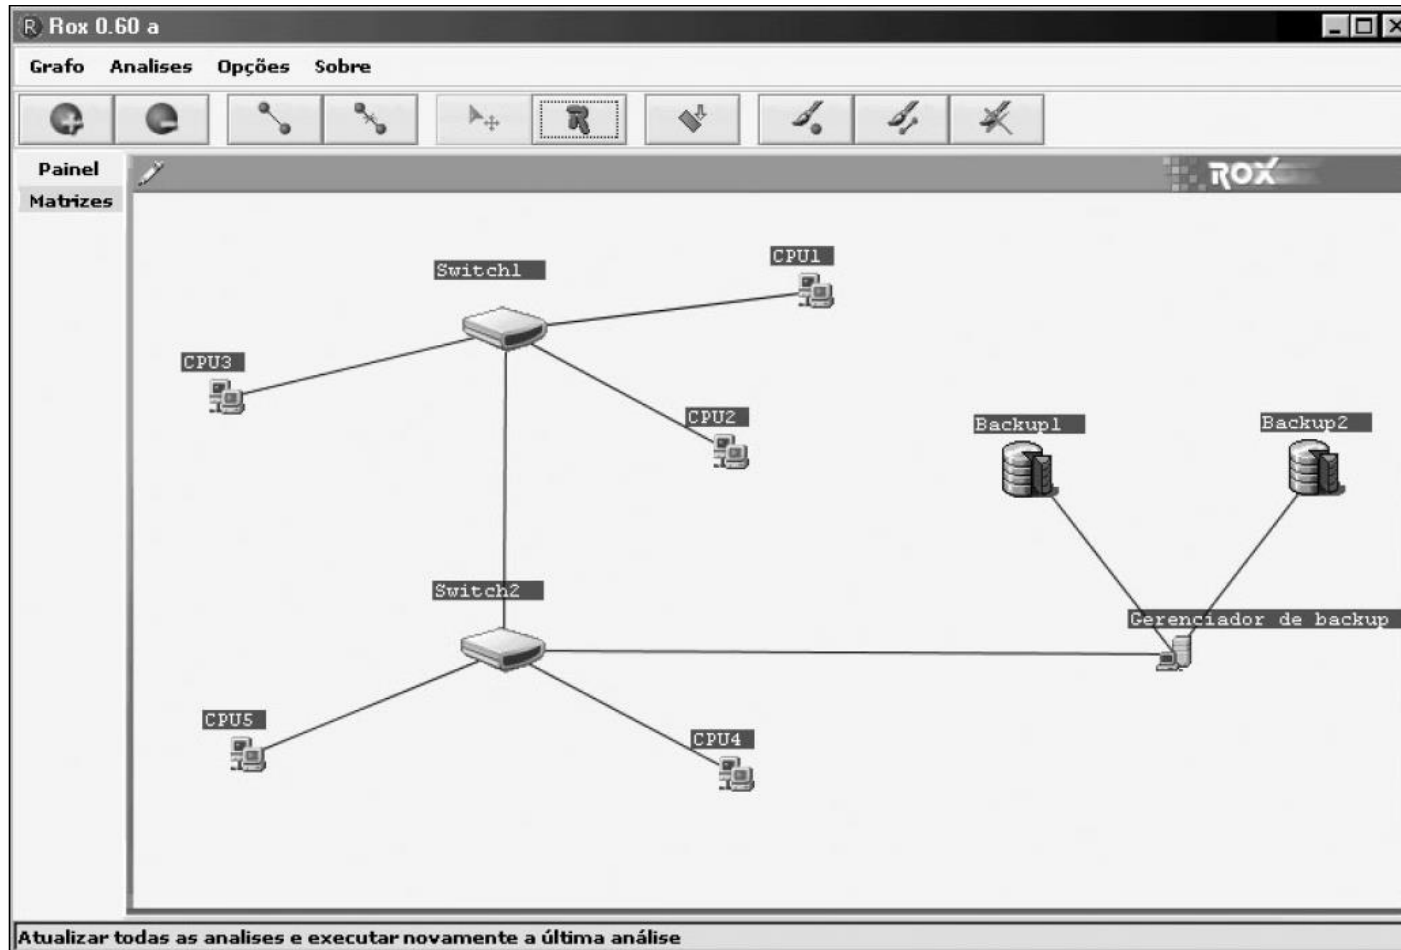 Rox 0.60 a
Grafo Analises Opções Sobre
Painel
Matrizes
ROX
Switch1
CPU1
CPU3
CPU2
Backup1
Backup2
Switch2
Gerenciador de backup
CPU5
CPU4
Atualizar todas as analises e executar novamente a última análise